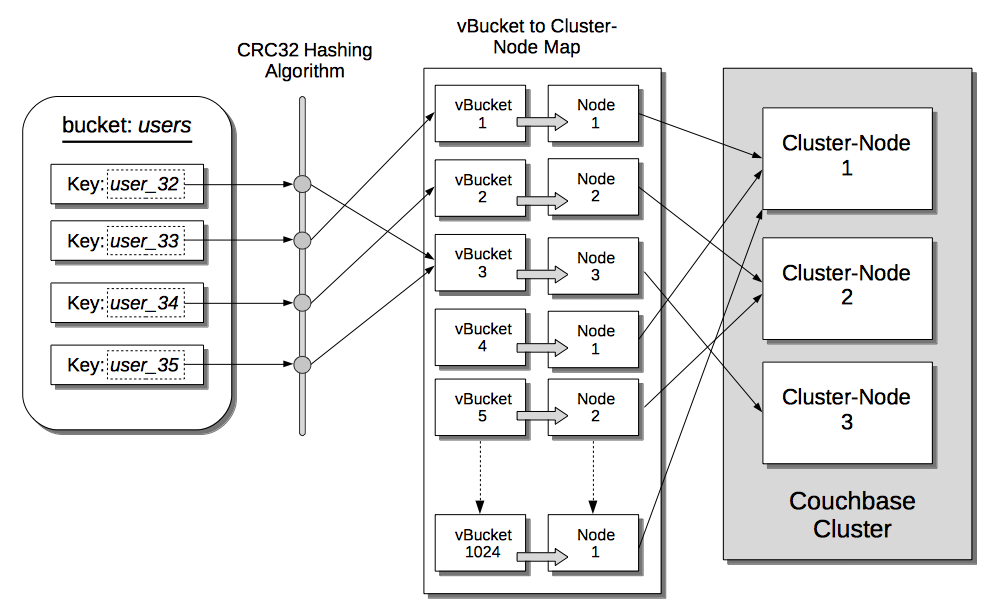 vBucket to Cluster-
Node Map
CRC32 Hashing
Algorithm
bucket: users
Key: user_32
Key: user_33
Key: user_34
Key: user_35
vBucket
1
Node
1
vBucket
2
Node
2
vBucket
3
Node
3
vBucket
4
Node
1
vBucket
5
Node
2
vBucket
1024
Node
1
Cluster-Node
1
Cluster-Node
2
Cluster-Node
3
Couchbase
Cluster